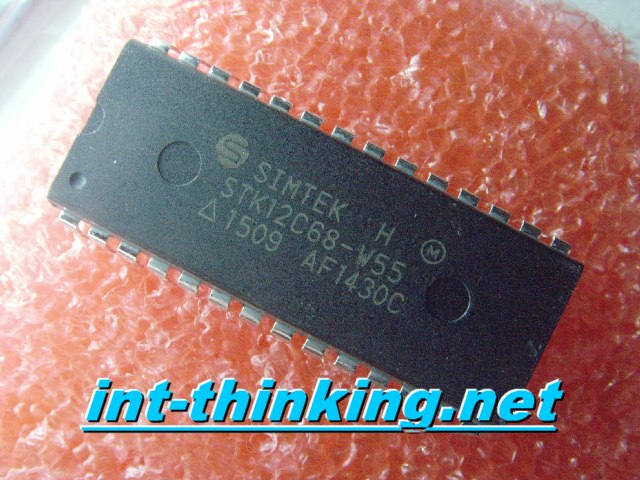 SIMTEK H
STK12C68-W55
1509 AF1430C
M
int-thinking.net